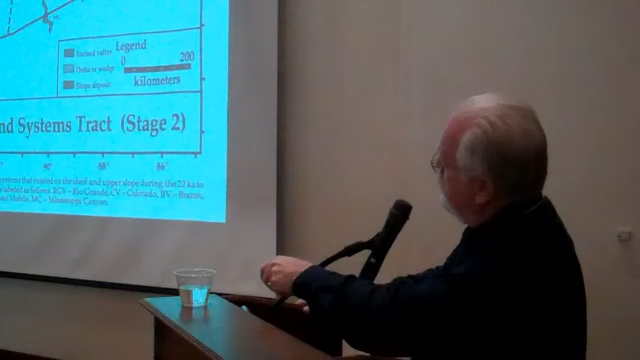 Legend
Incised valley
Delta or wedge
Slope deposit
0 200
kilometers
nd Systems Tract (Stage 2)
90° 88° 86°
systems that existed on the shelf and upper slope during the 22 ka to
labeled as follows: RGV = Rio Grande, CV = Colorado, BV = Brazos,
and Mobile, MC = Mississippi Canyon.